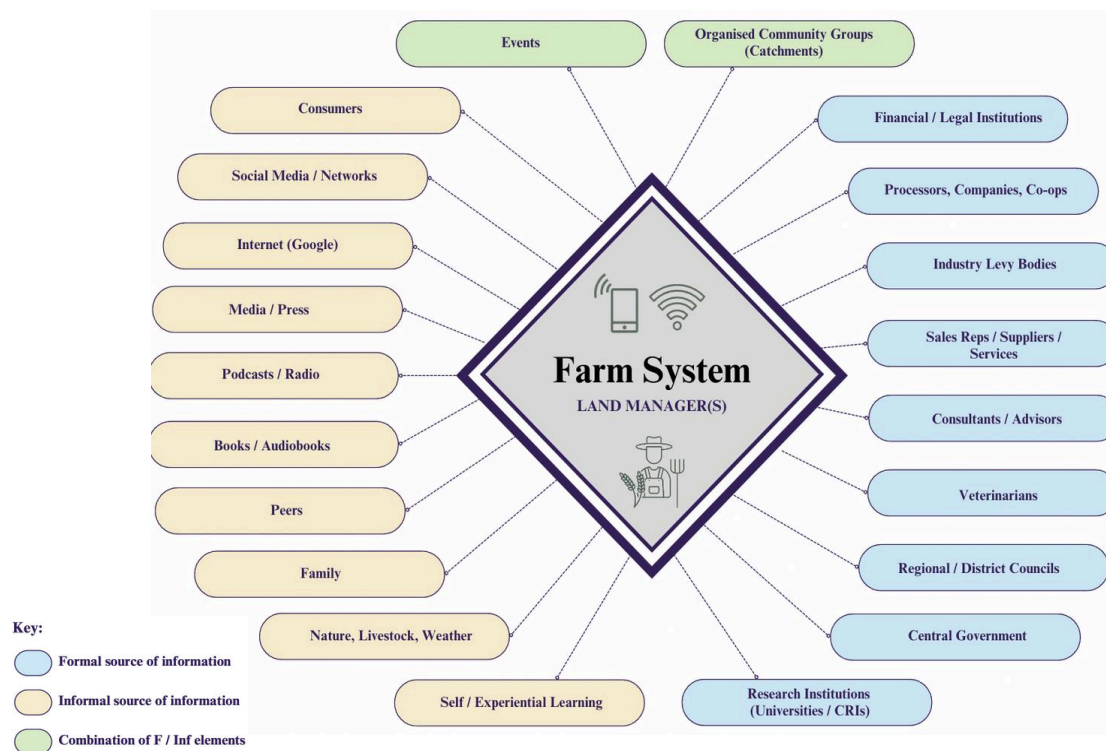 Events
Organised Community Groups
(Catchments)
Consumers
Financial / Legal Institutions
Social Media / Networks
Processors, Companies, Co-ops
Internet (Google)
Industry Levy Bodies
Media / Press
Sales Reps / Suppliers /
Services
Podcasts / Radio
Farm System
LAND MANAGER(S)
Books / Audiobooks
Consultants / Advisors
Peers
Veterinarians
Family
Regional / District Councils
Nature, Livestock, Weather
Central Government
Self / Experiential Learning
Research Institutions
(Universities / CRIs)
Key:
Formal source of information
Informal source of information
Combination of F / Inf elements